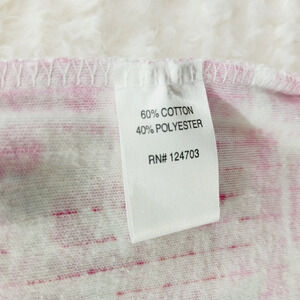 60% COTTON
40% POLYESTER
RN# 124703